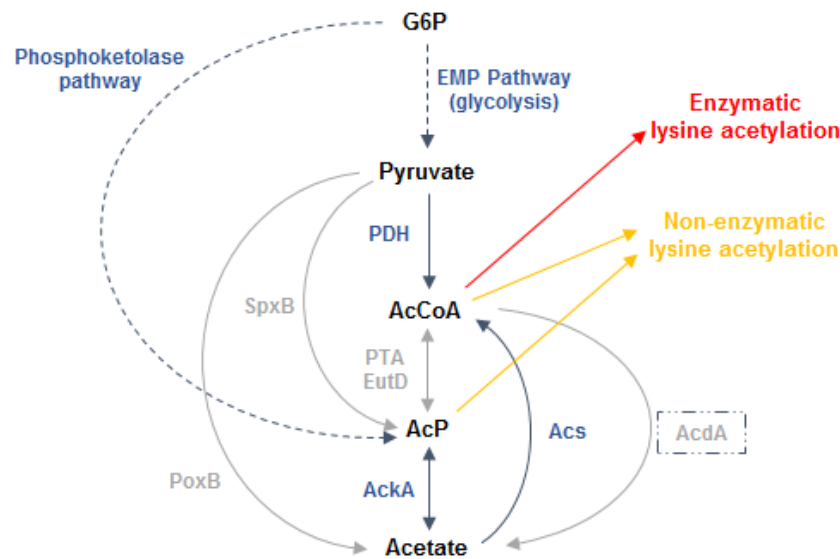 G6P
Phosphoketolase
pathway
EMP Pathway
(glycolysis)
Enzymatic
lysine acetylation
Pyruvate
Non-enzymatic
lysine acetylation
PDH
SpxB
AcCoA
PTA
EutD
AcP
Acs
AcdA
PoxB
AckA
Acetate